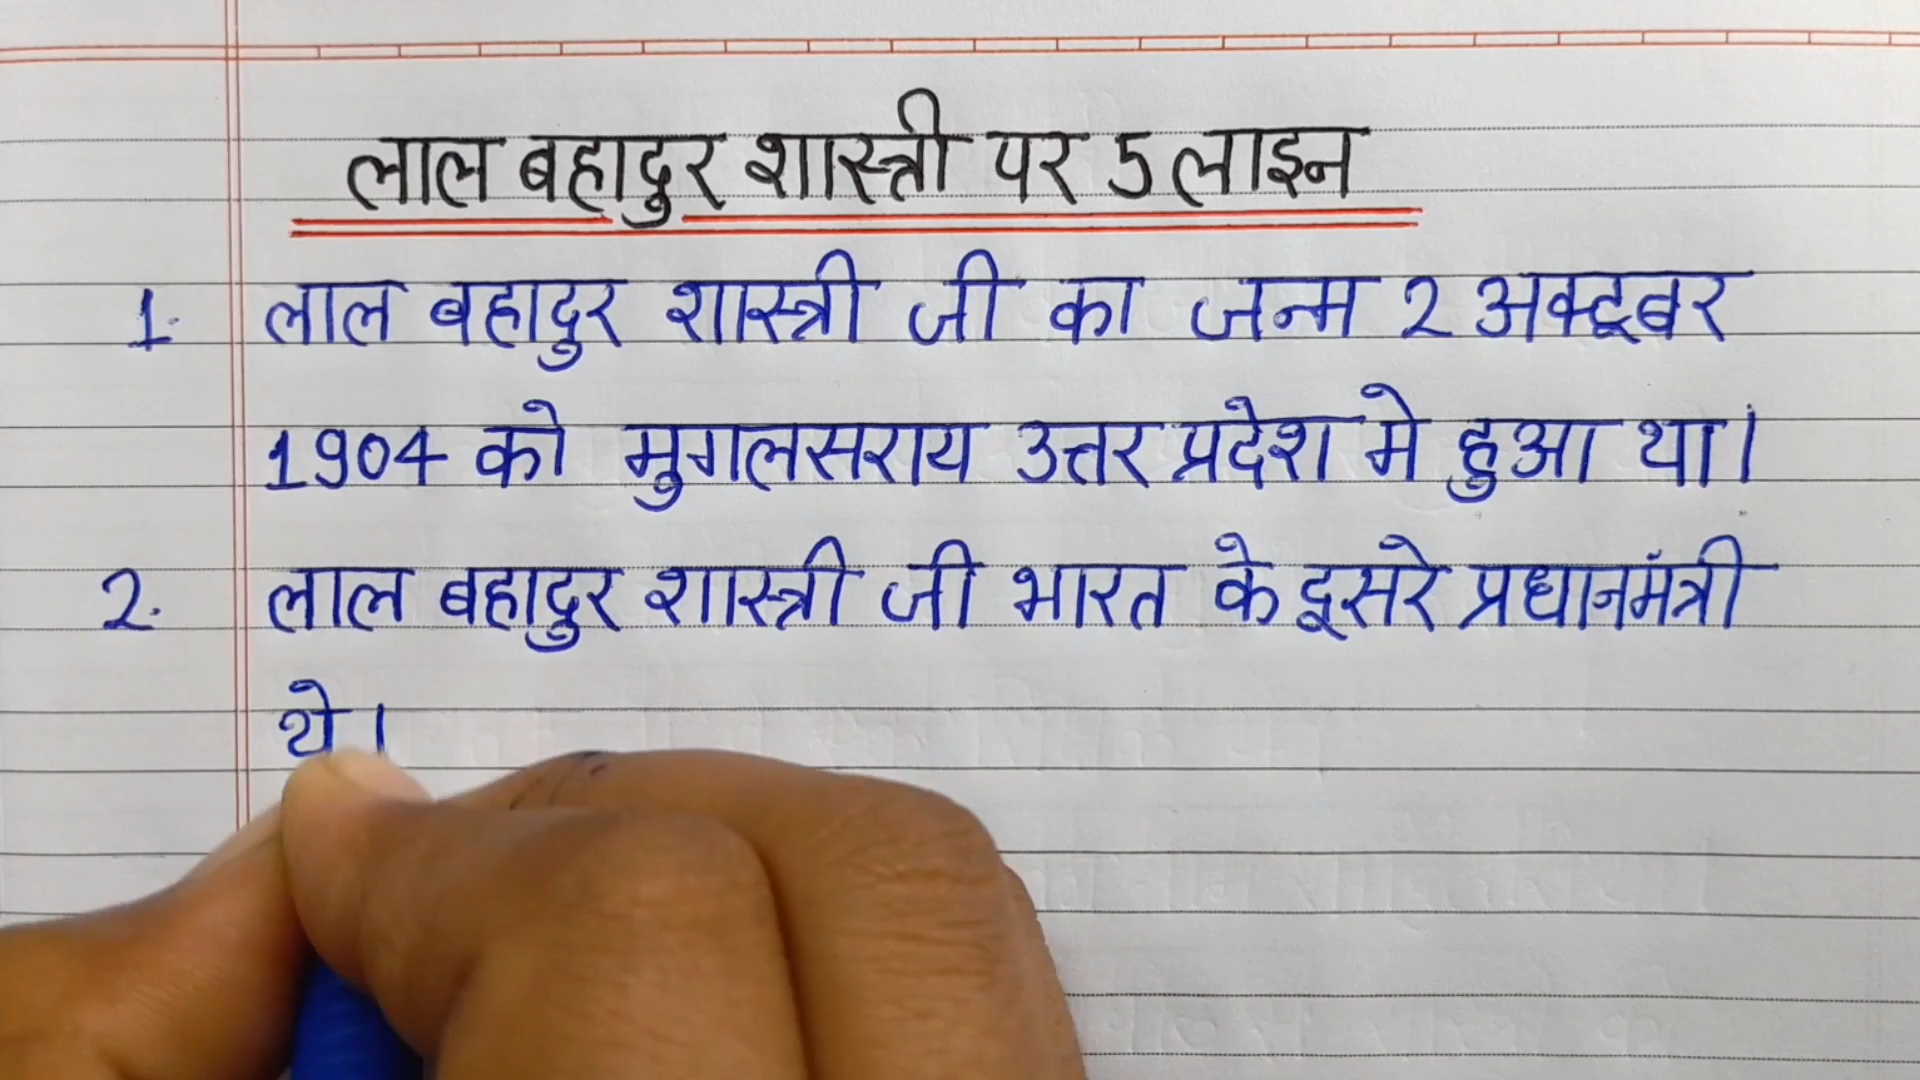 लाल बहादुर शास्त्री पर 5 लाइन
1. लाल बहादुर शास्त्री जी का जन्म 2 अक्टूबर
1904 को मुगलसराय उत्तर प्रदेश मे हुआ था।
2. लाल बहादुर शास्त्री जी भारत के दूसरे प्रधानमंत्री
थे।